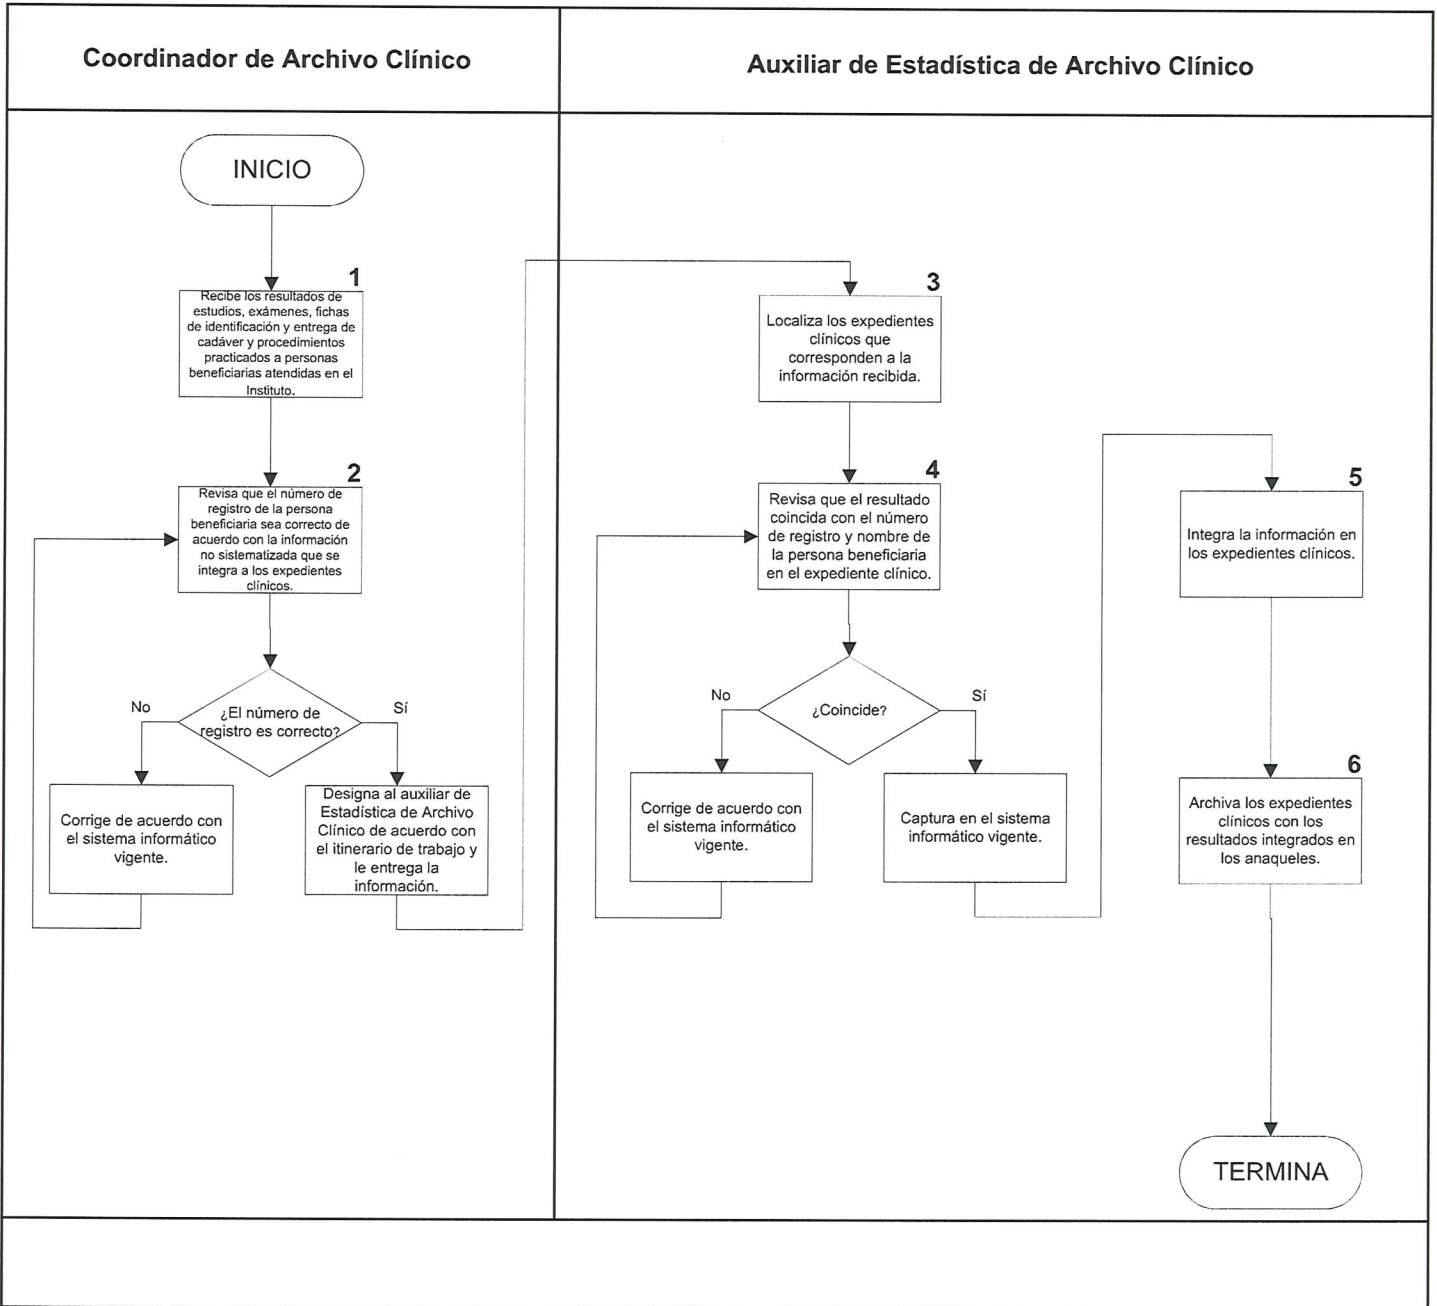 Coordinador de Archivo Clínico
Auxiliar de Estadística de Archivo Clínico
INICIO
1
Recibe los resultados de
estudios, exámenes, fichas
de identificación y entrega de
cadáver y procedimientos
practicados a personas
beneficiarias atendidas en el
Instituto.
2
Revisa que el número de
registro de la persona
beneficiaria sea correcto de
acuerdo con la información
no sistematizada que se
integra a los expedientes
clínicos.
¿El número de
registro es correcto?
No
Sí
Corrige de acuerdo con
el sistema informático
vigente.
Designa al auxiliar de
Estadística de Archivo
Clínico de acuerdo con
el itinerario de trabajo y
le entrega la
información.
3
Localiza los expedientes
clínicos que
corresponden a la
información recibida.
4
Revisa que el resultado
coincida con el número
de registro y nombre de
la persona beneficiaria
en el expediente clínico.
¿Coincide?
No
Sí
Corrige de acuerdo con
el sistema informático
vigente.
Captura en el sistema
informático vigente.
5
Integra la información en
los expedientes clínicos.
6
Archiva los expedientes
clínicos con los
resultados integrados en
los anaqueles.
TERMINA